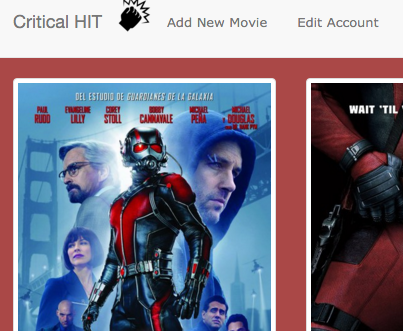 Critical HIT
Add New Movie
Edit Account
DEL ESTUDIO DE GUARDIANES DE LA GALAXIA
PAUL RUDD
EVANGELINE LILLY
COREY STOLL
BOBBY CANNAVALE
MICHAEL PEÑA
MICHAEL DOUGLAS
WAIT 'TIL